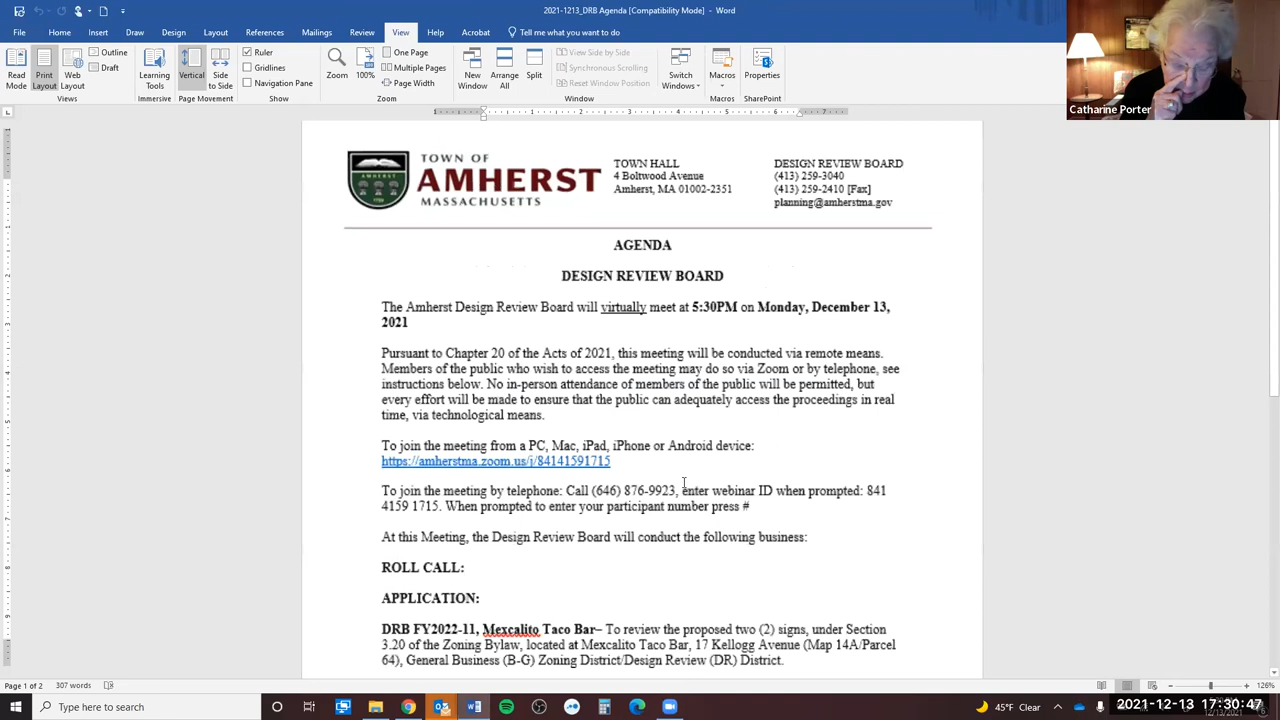 2021-1213_DRB Agenda [Compatibility Mode] - Word
File Home Insert Draw Design Layout References Mailings Review View Help Acrobat Tell me what you want to do
Read Mode
Print Layout
Web Layout
Outline
Draft
Views
Learning Tools
Immersive
Vertical
Side to Side
Page Movement
Ruler
Gridlines
Navigation Pane
Show
Zoom
100%
One Page
Multiple Pages
Page Width
Zoom
New Window
Arrange All
Split
View Side by Side
Synchronous Scrolling
Reset Window Position
Window
Switch Windows
Macros
Macros
Properties
SharePoint
Catharine Porter
TOWN OF
AMHERST
MASSACHUSETTS
TOWN HALL
4 Boltwood Avenue
Amherst, MA 01002-2351
DESIGN REVIEW BOARD
(413) 259-3040
(413) 259-2410 [Fax]
planning@amherstma.gov
AGENDA
DESIGN REVIEW BOARD
The Amherst Design Review Board will virtually meet at 5:30PM on Monday, December 13,
2021
Pursuant to Chapter 20 of the Acts of 2021, this meeting will be conducted via remote means.
Members of the public who wish to access the meeting may do so via Zoom or by telephone, see
instructions below. No in-person attendance of members of the public will be permitted, but
every effort will be made to ensure that the public can adequately access the proceedings in real
time, via technological means.
To join the meeting from a PC, Mac, iPad, iPhone or Android device:
https://amherstma.zoom.us/j/84141591715
To join the meeting by telephone: Call (646) 876-9923, enter webinar ID when prompted: 841
4159 1715. When prompted to enter your participant number press #
At this Meeting, the Design Review Board will conduct the following business:
ROLL CALL:
APPLICATION:
DRB FY2022-11, Mexcalito Taco Bar– To review the proposed two (2) signs, under Section
3.20 of the Zoning Bylaw, located at Mexcalito Taco Bar, 17 Kellogg Avenue (Map 14A/Parcel
64), General Business (B-G) Zoning District/Design Review (DR) District.
Page 1 of 2 307 words
126%
Type here to search
45°F Clear
2021-12-13 17:30:47